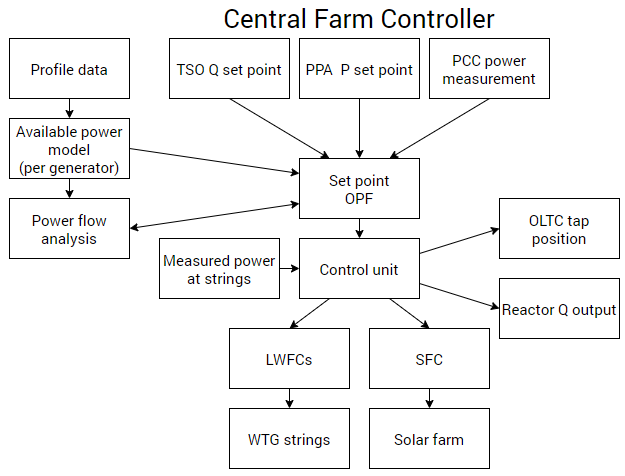 Central Farm Controller
Profile data
TSO Q set point
PPA P set point
PCC power
measurement
Available power
model
(per generator)
Set point
OPF
Power flow
analysis
OLTC tap
position
Measured power
at strings
Control unit
Reactor Q output
LWFCs
SFC
WTG strings
Solar farm